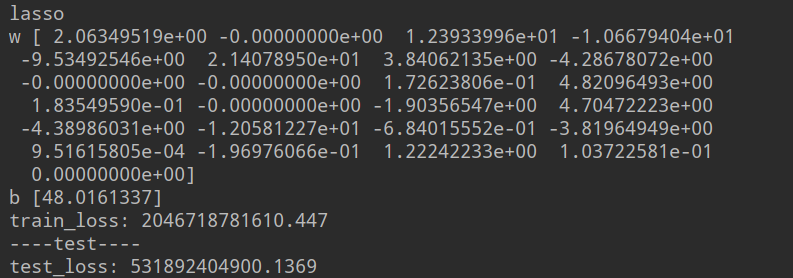 lasso
w [ 2.06349519e+00 -0.00000000e+00  1.23933996e+01 -1.06679404e+01
 -9.53492546e+00  2.14078950e+01  3.84062135e+00 -4.28678072e+00
 -0.00000000e+00 -0.00000000e+00  1.72623806e-01  4.82096493e+00
  1.83549590e-01 -0.00000000e+00 -1.90356547e+00  4.70472223e+00
 -4.38986031e+00 -1.20581227e+01 -6.84015552e-01 -3.81964949e+00
  9.51615805e-04 -1.96976066e-01  1.22242233e+00  1.03722581e-01
  0.00000000e+00]
b [48.0161337]
train_loss: 2046718781610.447
----test----
test_loss: 531892404900.1369